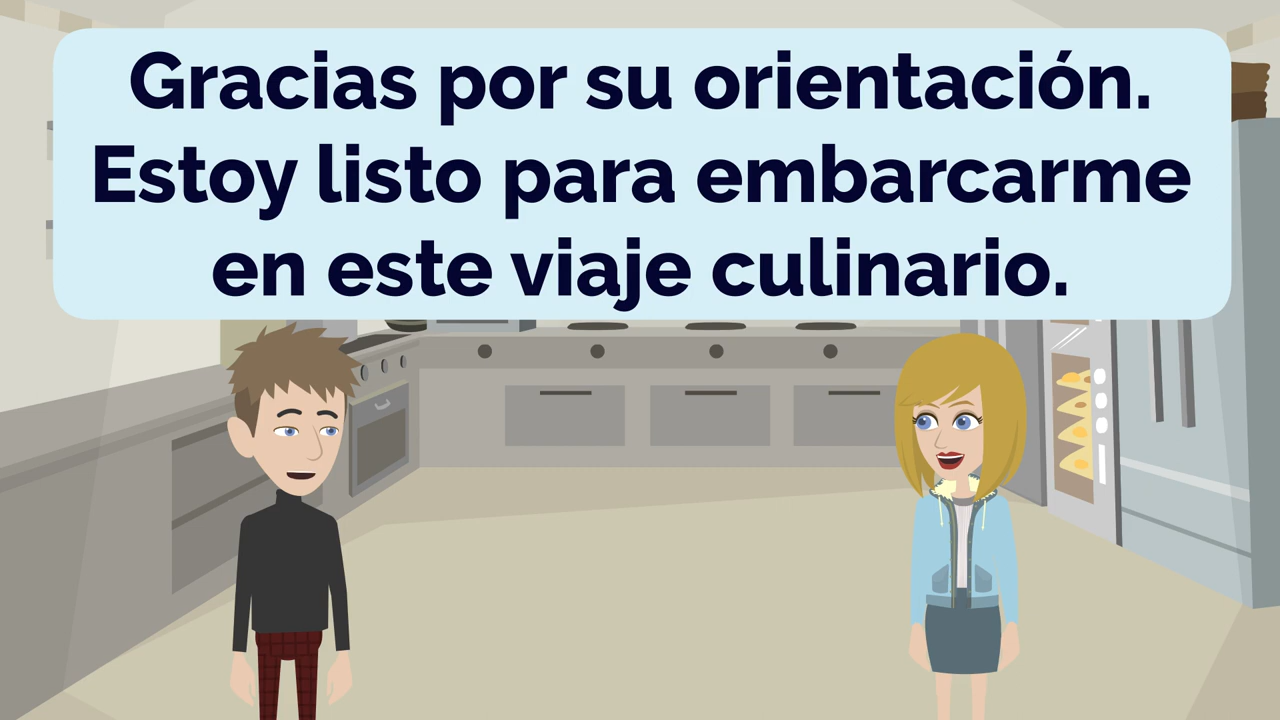 Gracias por su orientación.
Estoy listo para embarcarme
en este viaje culinario.